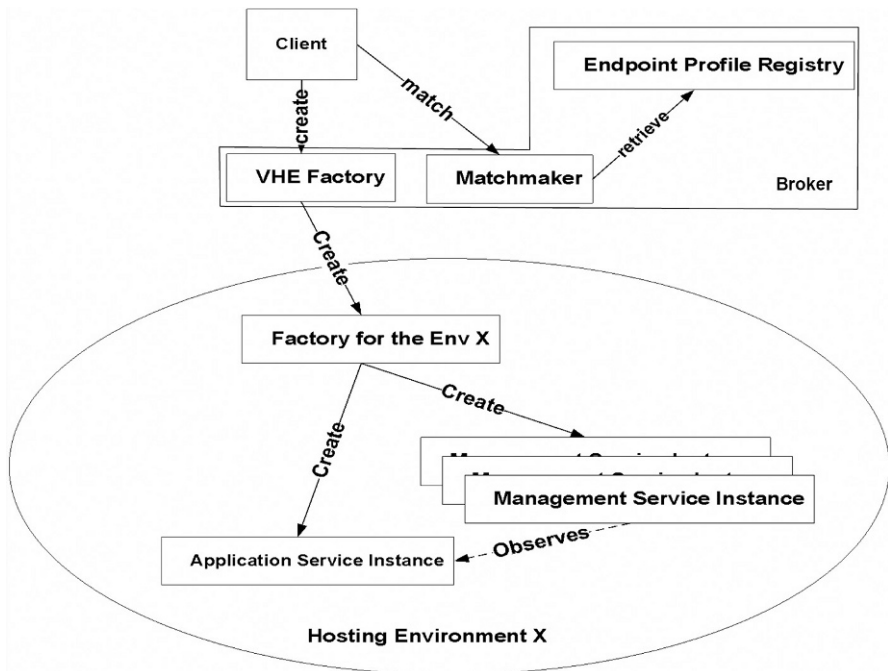 Client
Endpoint Profile Registry
create
match
retrieve
VHE Factory
Matchmaker
Broker
Create
Factory for the Env X
Create
Create
Management Service Instance
Observes
Application Service Instance
Hosting Environment X